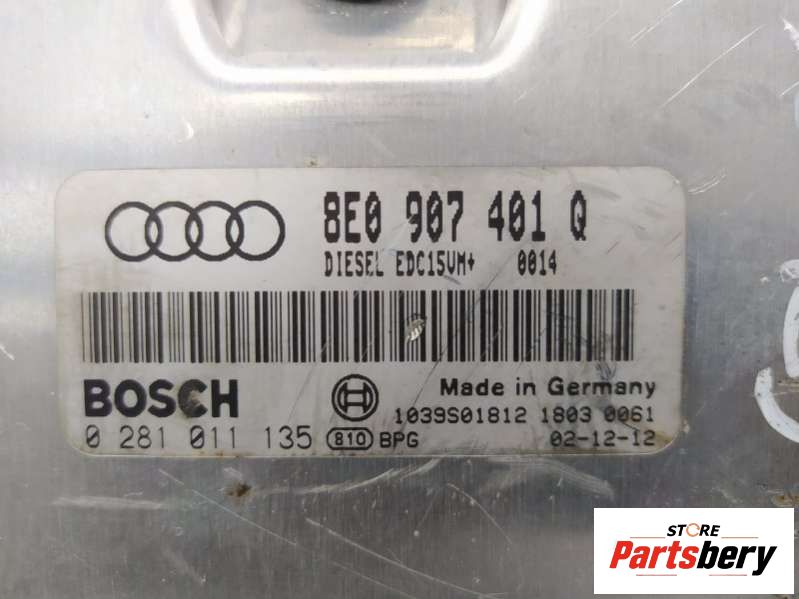 8E0 907 401 Q
DIESEL EDC15VM+ 0014
BOSCH
Made in Germany
1039S01812 1803 0061
0 281 011 135 810 BPG 02-12-12
STORE
Partsbery